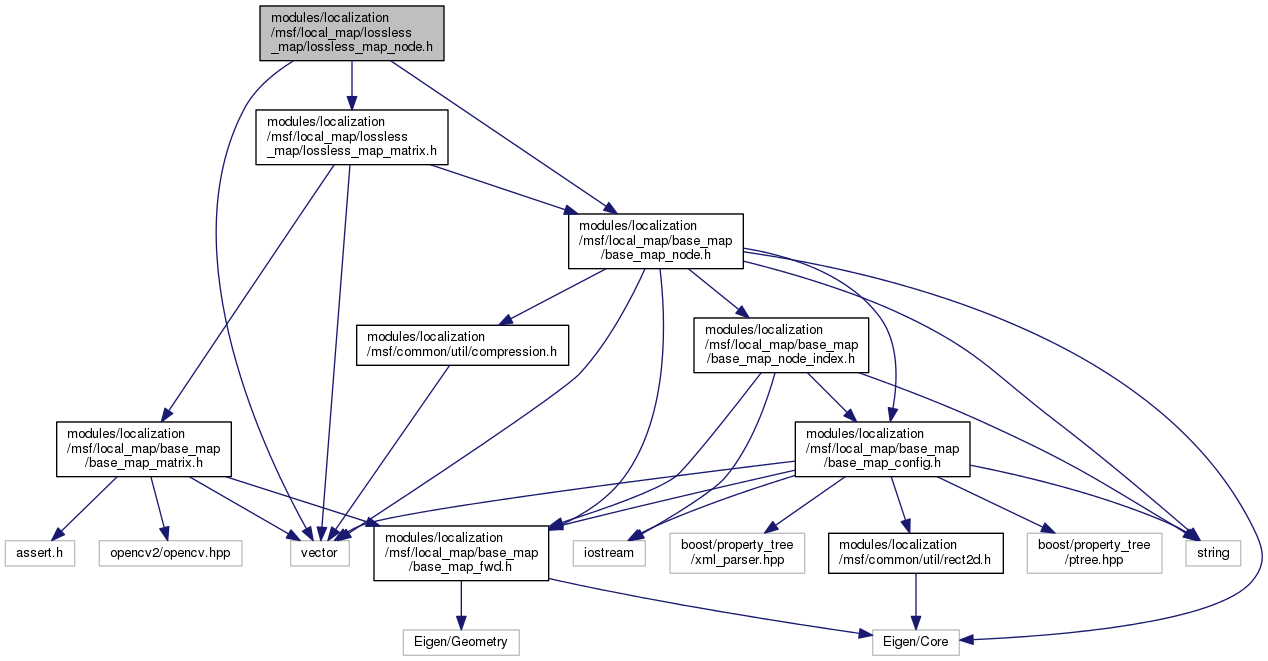 modules/localization
/msf/local_map/lossless
_map/lossless_map_node.h
modules/localization
/msf/local_map/lossless
_map/lossless_map_matrix.h
modules/localization
/msf/local_map/base_map
/base_map_node.h
modules/localization
/msf/common/util/compression.h
modules/localization
/msf/local_map/base_map
/base_map_node_index.h
modules/localization
/msf/local_map/base_map
/base_map_matrix.h
modules/localization
/msf/local_map/base_map
/base_map_config.h
assert.h
opencv2/opencv.hpp
vector
modules/localization
/msf/local_map/base_map
/base_map_fwd.h
iostream
boost/property_tree
/xml_parser.hpp
modules/localization
/msf/common/util/rect2d.h
boost/property_tree
/ptree.hpp
string
Eigen/Geometry
Eigen/Core